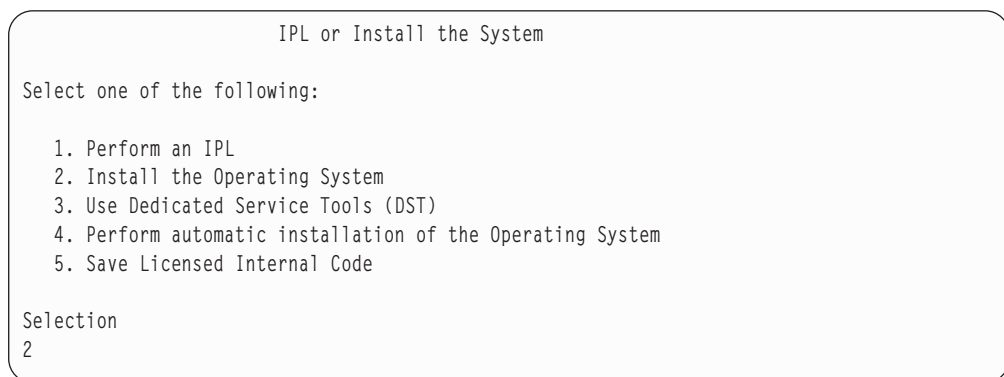 IPL or Install the System
Select one of the following:
1. Perform an IPL
2. Install the Operating System
3. Use Dedicated Service Tools (DST)
4. Perform automatic installation of the Operating System
5. Save Licensed Internal Code
Selection
2